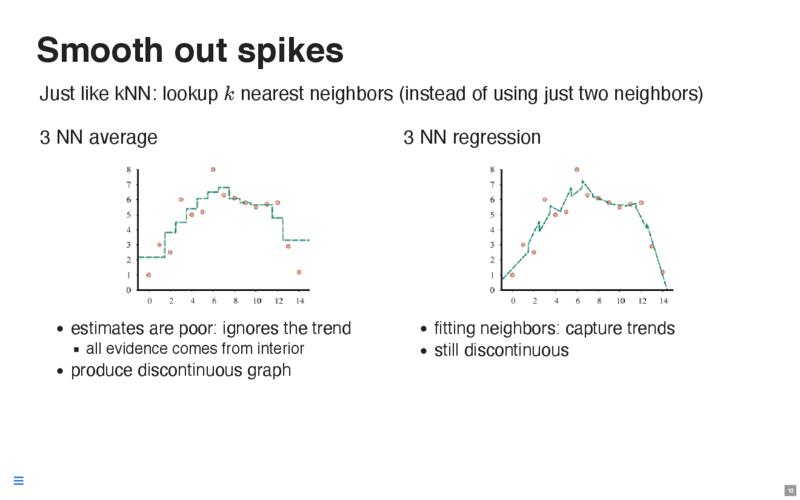 Smooth out spikes
Just like kNN: lookup k nearest neighbors (instead of using just two neighbors)
3 NN average
8
7
6
5
4
3
2
1
0
0 2 4 6 8 10 12 14
• estimates are poor: ignores the trend
▪ all evidence comes from interior
• produce discontinuous graph
3 NN regression
8
7
6
5
4
3
2
1
0
0 2 4 6 8 10 12 14
• fitting neighbors: capture trends
• still discontinuous